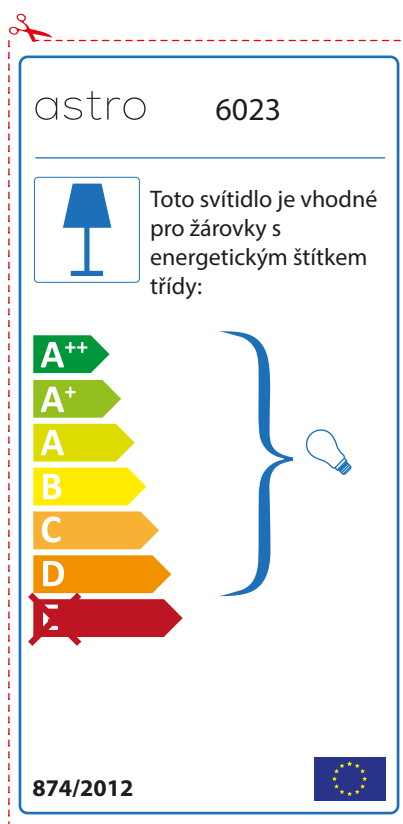 astro 6023
Toto svítidlo je vhodné
pro žárovky s
energetickým štítkem
třídy:
A++
A+
A
B
C
D
E
874/2012